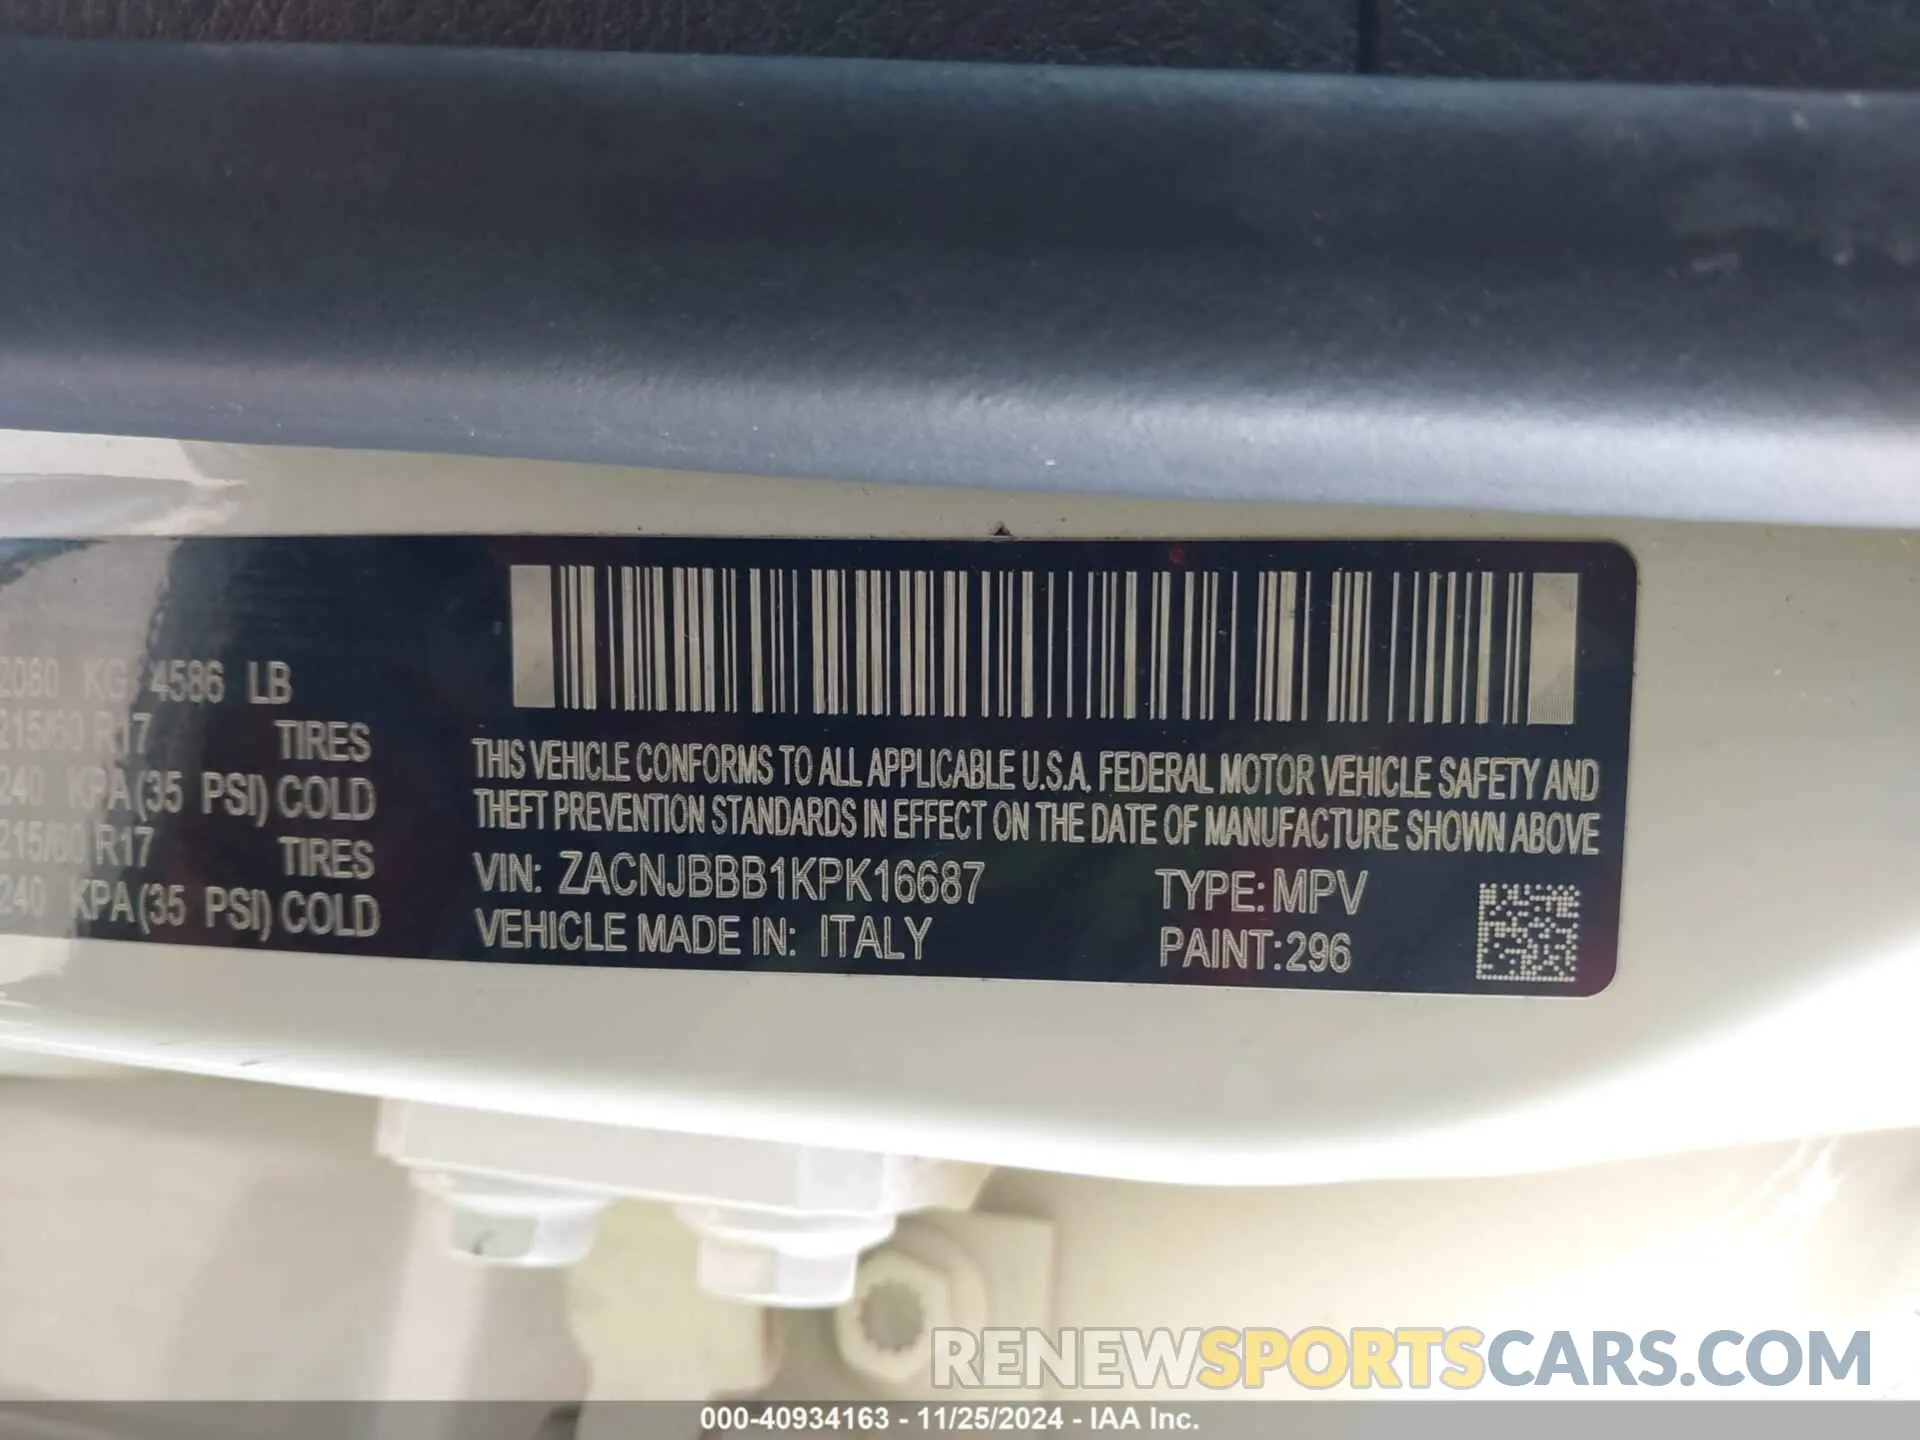 2080 KG 4586 LB
215/60 R17 TIRES
240 KPA(35 PSI) COLD
215/60 R17 TIRES
240 KPA(35 PSI) COLD
THIS VEHICLE CONFORMS TO ALL APPLICABLE U.S.A. FEDERAL MOTOR VEHICLE SAFETY AND
THEFT PREVENTION STANDARDS IN EFFECT ON THE DATE OF MANUFACTURE SHOWN ABOVE
VIN: ZACNJBBB1KPK16687 TYPE: MPV
VEHICLE MADE IN: ITALY PAINT:296
RENEWSPORTSCARS.COM
000-40934163 - 11/25/2024 - IAA Inc.